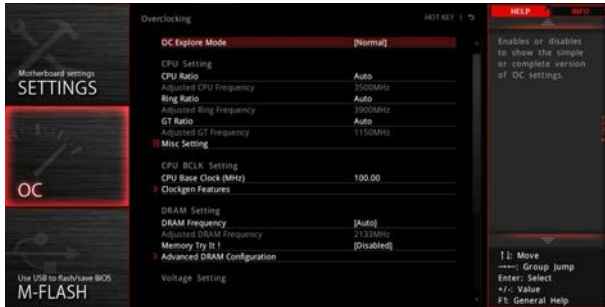 Overclocking
HOT KEY
HELP
INFO
Motherboard settings
SETTINGS
OC
Use USB to flash/save BIOS
M-FLASH
OC Explore Mode [Normal]
CPU Setting
CPU Ratio Auto
Adjusted CPU Frequency 3500MHz
Ring Ratio Auto
Adjusted Ring Frequency 3900MHz
GT Ratio Auto
Adjusted GT Frequency 1150MHz
Misc Setting
CPU BCLK Setting
CPU Base Clock (MHz) 100.00
Clockgen Features
DRAM Setting
DRAM Frequency [Auto]
Adjusted DRAM Frequency 2133MHz
Memory Try It ! [Disabled]
Advanced DRAM Configuration
Voltage Setting
Enables or disables
to show the simple
or complete version
of OC settings.
↑↓: Move
→←: Group Jump
Enter: Select
+/-: Value
F1: General Help